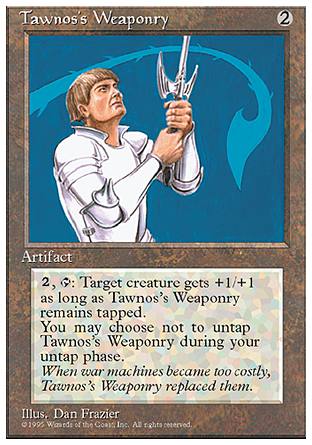 Tawnos's Weaponry 2
Artifact
2, T: Target creature gets +1/+1
as long as Tawnos's Weaponry
remains tapped.
You may choose not to untap
Tawnos's Weaponry during your
untap phase.
When war machines became too costly,
Tawnos's Weaponry replaced them.
Illus. Dan Frazier
©1995 Wizards of the Coast, Inc. All rights reserved.